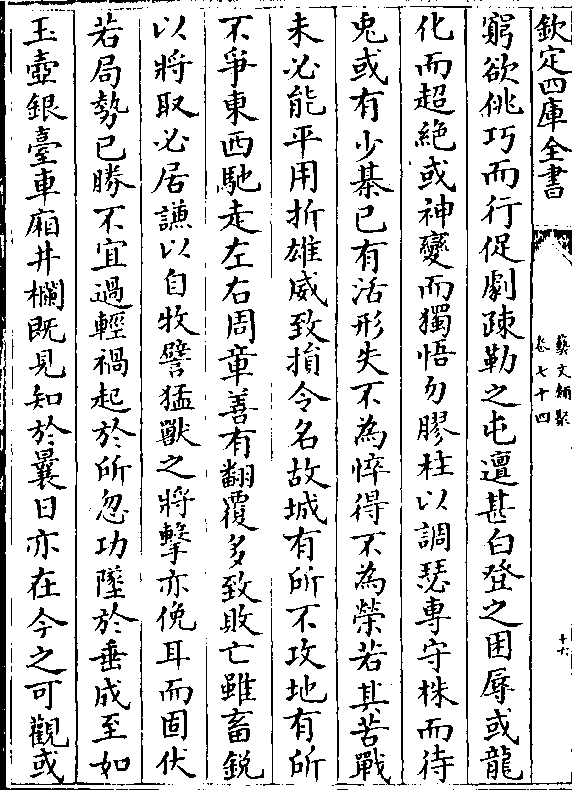 欽定四庫全書
藝文類聚
卷七十四
十六
窮欲佻巧而行促劇疎勒之屯邅甚白登之困辱或龍
化而超絶或神變而獨悟勿膠柱以調瑟專守株而待
兎或有少棊已有活形失不為悴得不為榮若其苦戰
未必能平用折雄威致損令名故城有所不攻地有所
不爭東西馳走左右周章善有翻覆多致敗亡雖畜鋭
以將取必居謙以自牧譬猛獸之將擊亦俛耳而固伏
若局勢已勝不宜過輕禍起於所忽功墜於垂成至如
玉壺銀臺車廂井欄既見知於曩日亦在今之可觀或